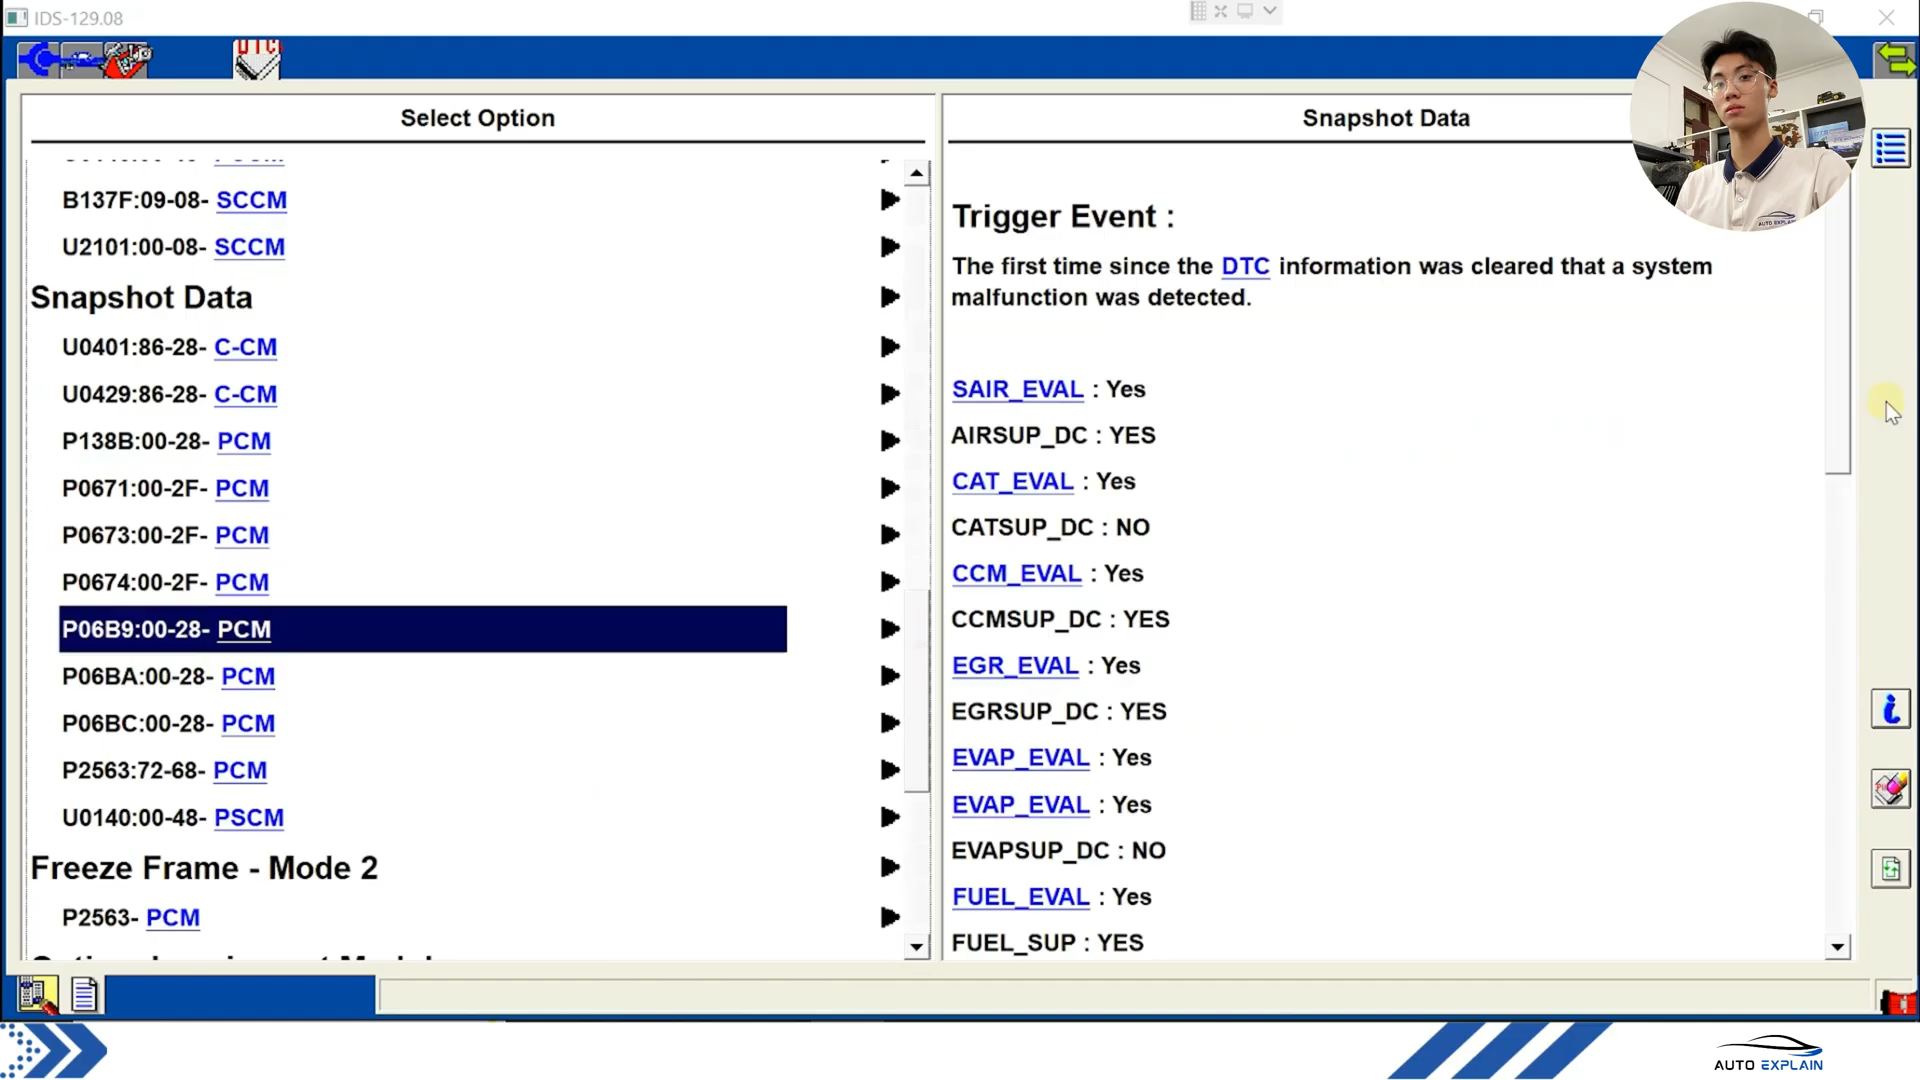 IDS-129.08
DTC
Select Option
B137F:09-08- SCCM
U2101:00-08- SCCM
Snapshot Data
U0401:86-28- C-CM
U0429:86-28- C-CM
P138B:00-28- PCM
P0671:00-2F- PCM
P0673:00-2F- PCM
P0674:00-2F- PCM
P06B9:00-28- PCM
P06BA:00-28- PCM
P06BC:00-28- PCM
P2563:72-68- PCM
U0140:00-48- PSCM
Freeze Frame - Mode 2
P2563- PCM
Snapshot Data
Trigger Event :
The first time since the DTC information was cleared that a system
malfunction was detected.
SAIR_EVAL : Yes
AIRSUP_DC : YES
CAT_EVAL : Yes
CATSUP_DC : NO
CCM_EVAL : Yes
CCMSUP_DC : YES
EGR_EVAL : Yes
EGRSUP_DC : YES
EVAP_EVAL : Yes
EVAP_EVAL : Yes
EVAPSUP_DC : NO
FUEL_EVAL : Yes
FUEL_SUP : YES
AUTO EXPLAIN
AUTO EXPLAIN